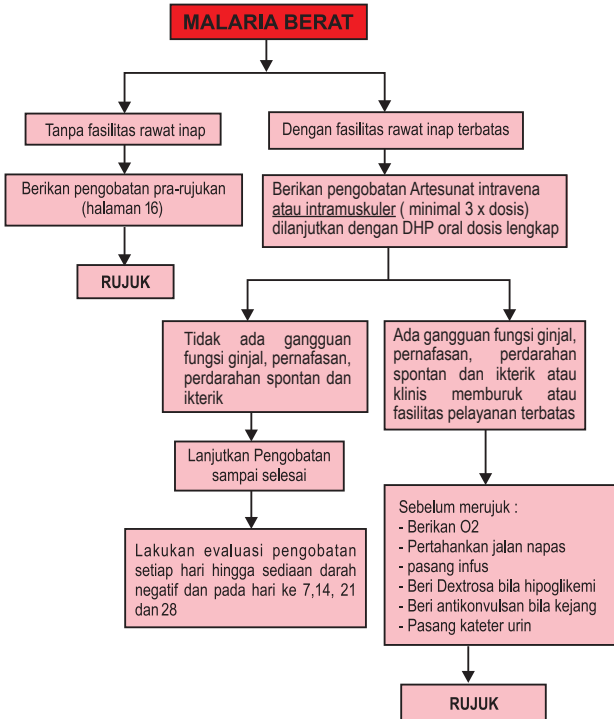 MALARIA BERAT
Tanpa fasilitas rawat inap
Dengan fasilitas rawat inap terbatas
Berikan pengobatan pra-rujukan
(halaman 16)
Berikan pengobatan Artesunat intravena
atau intramuskuler ( minimal 3 x dosis)
dilanjutkan dengan DHP oral dosis lengkap
RUJUK
Tidak ada gangguan
fungsi ginjal, pernafasan,
perdarahan spontan dan
ikterik
Ada gangguan fungsi ginjal,
pernafasan, perdarahan
spontan dan ikterik atau
klinis memburuk atau
fasilitas pelayanan terbatas
Lanjutkan Pengobatan
sampai selesai
Lakukan evaluasi pengobatan
setiap hari hingga sediaan darah
negatif dan pada hari ke 7,14, 21
dan 28
Sebelum merujuk :
- Berikan O2
- Pertahankan jalan napas
- pasang infus
- Beri Dextrosa bila hipoglikemi
- Beri antikonvulsan bila kejang
- Pasang kateter urin
RUJUK